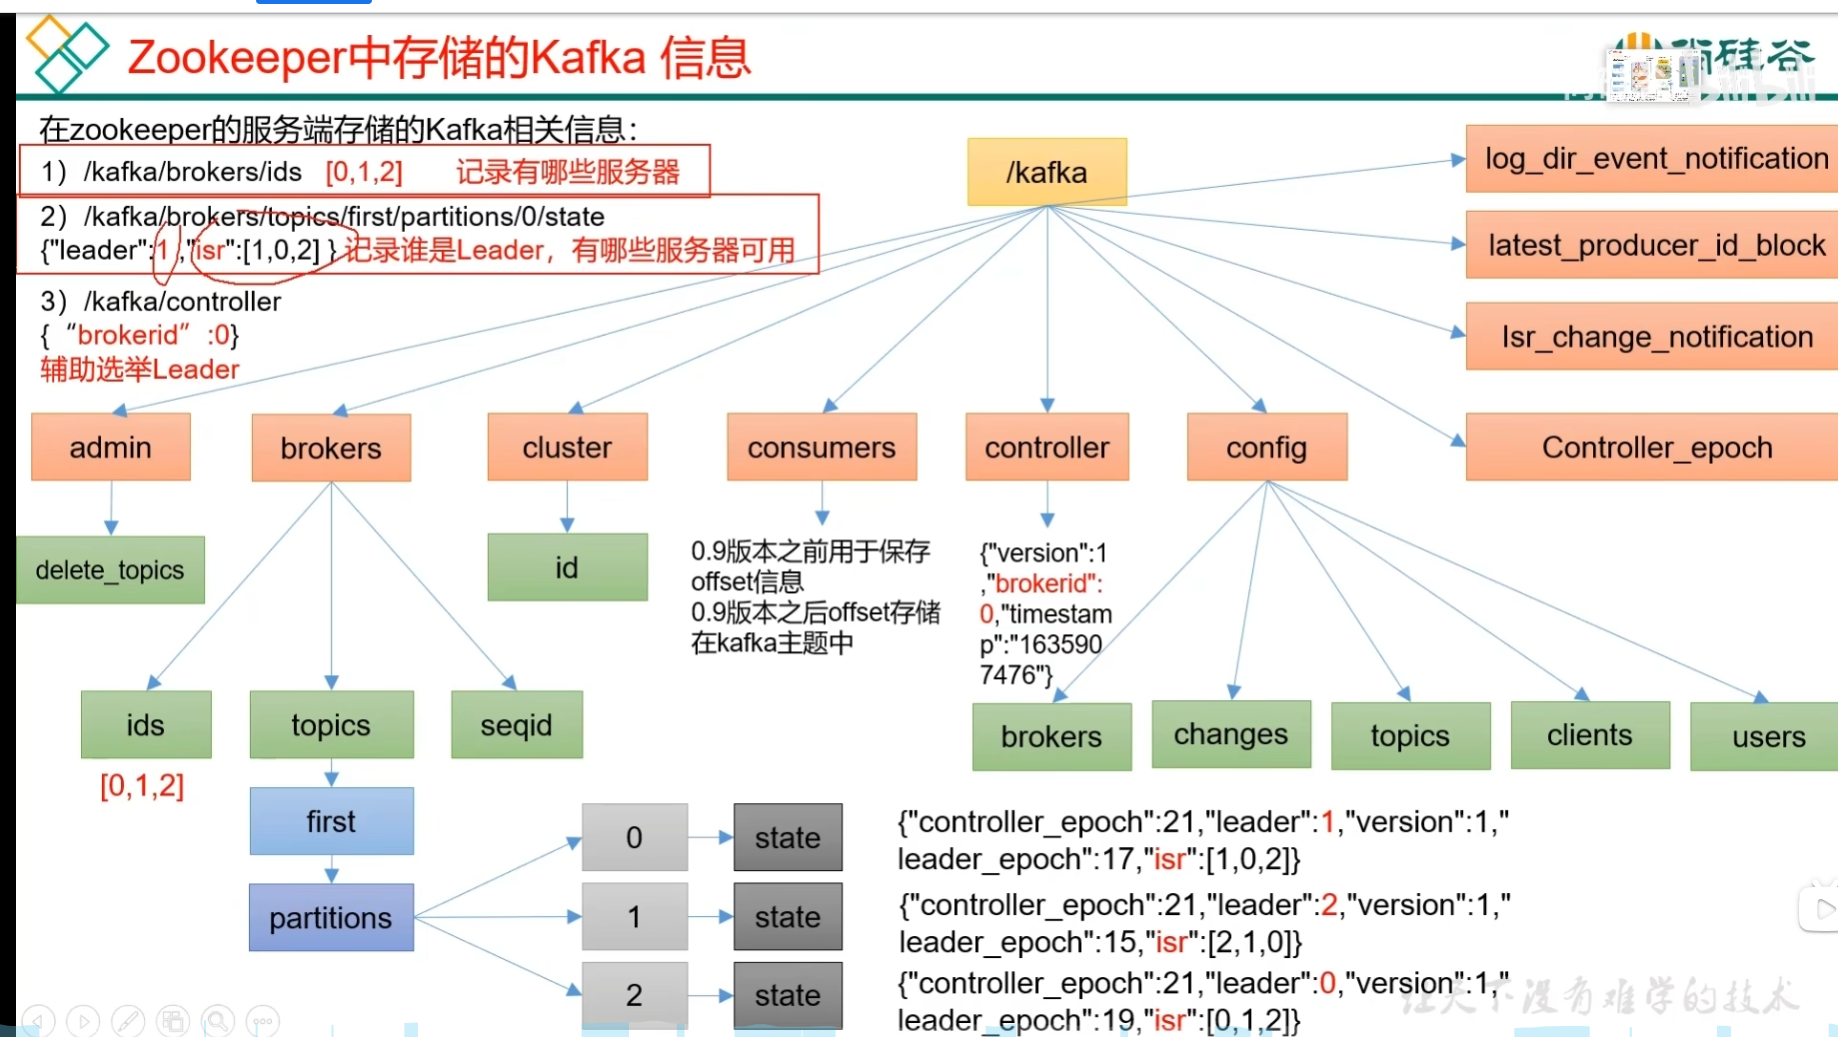 Zookeeper中存储的Kafka 信息
在zookeeper的服务端存储的Kafka相关信息:
1）/kafka/brokers/ids [0,1,2] 记录有哪些服务器
2）/kafka/brokers/topics/first/partitions/0/state
{"leader":1 ,"isr":[1,0,2] } 记录谁是Leader，有哪些服务器可用
3）/kafka/controller
{ “brokerid” :0}
辅助选举Leader
/kafka
log_dir_event_notification
latest_producer_id_block
Isr_change_notification
Controller_epoch
admin
brokers
cluster
consumers
controller
config
delete_topics
id
0.9版本之前用于保存
offset信息
0.9版本之后offset存储
在kafka主题中
{"version":1
,"brokerid":
0,"timestam
p":"163590
7476"}
ids
topics
seqid
[0,1,2]
brokers
changes
topics
clients
users
first
partitions
0
state
1
state
2
state
{"controller_epoch":21,"leader":1,"version":1,"
leader_epoch":17,"isr":[1,0,2]}
{"controller_epoch":21,"leader":2,"version":1,"
leader_epoch":15,"isr":[2,1,0]}
{"controller_epoch":21,"leader":0,"version":1,"
leader_epoch":19,"isr":[0,1,2]}
让天下没有难学的技术